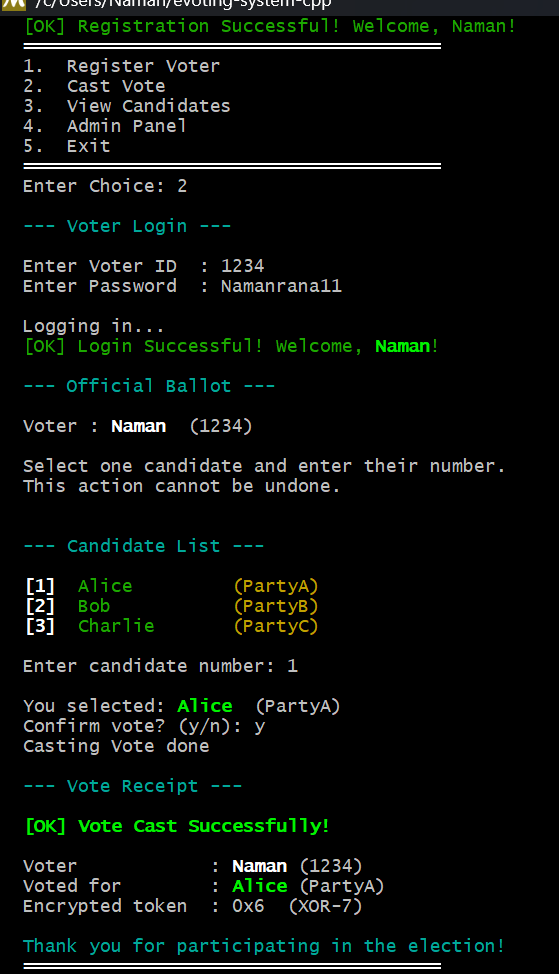 /c/Users/Naman/evoting-system-cpp
[OK] Registration Successful! Welcome, Naman!
1.  Register Voter
2.  Cast Vote
3.  View Candidates
4.  Admin Panel
5.  Exit
Enter Choice: 2
--- Voter Login ---
Enter Voter ID  : 1234
Enter Password  : Namanrana11
Logging in...
[OK] Login Successful! Welcome, Naman!
--- Official Ballot ---
Voter : Naman  (1234)
Select one candidate and enter their number.
This action cannot be undone.
--- Candidate List ---
[1]  Alice         (PartyA)
[2]  Bob           (PartyB)
[3]  Charlie       (PartyC)
Enter candidate number: 1
You selected: Alice  (PartyA)
Confirm vote? (y/n): y
Casting Vote done
--- Vote Receipt ---
[OK] Vote Cast Successfully!
Voter            : Naman (1234)
Voted for        : Alice (PartyA)
Encrypted token  : 0x6  (XOR-7)
Thank you for participating in the election!